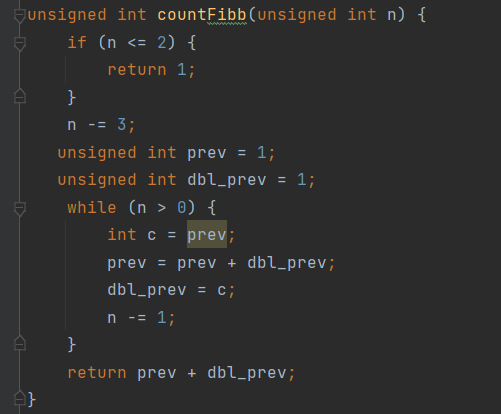 unsigned int countFibb(unsigned int n) {
    if (n <= 2) {
        return 1;
    }
    n -= 3;
   unsigned int prev = 1;
   unsigned int dbl_prev = 1;
    while (n > 0) {
        int c = prev;
        prev = prev + dbl_prev;
        dbl_prev = c;
        n -= 1;
    }
    return prev + dbl_prev;
}